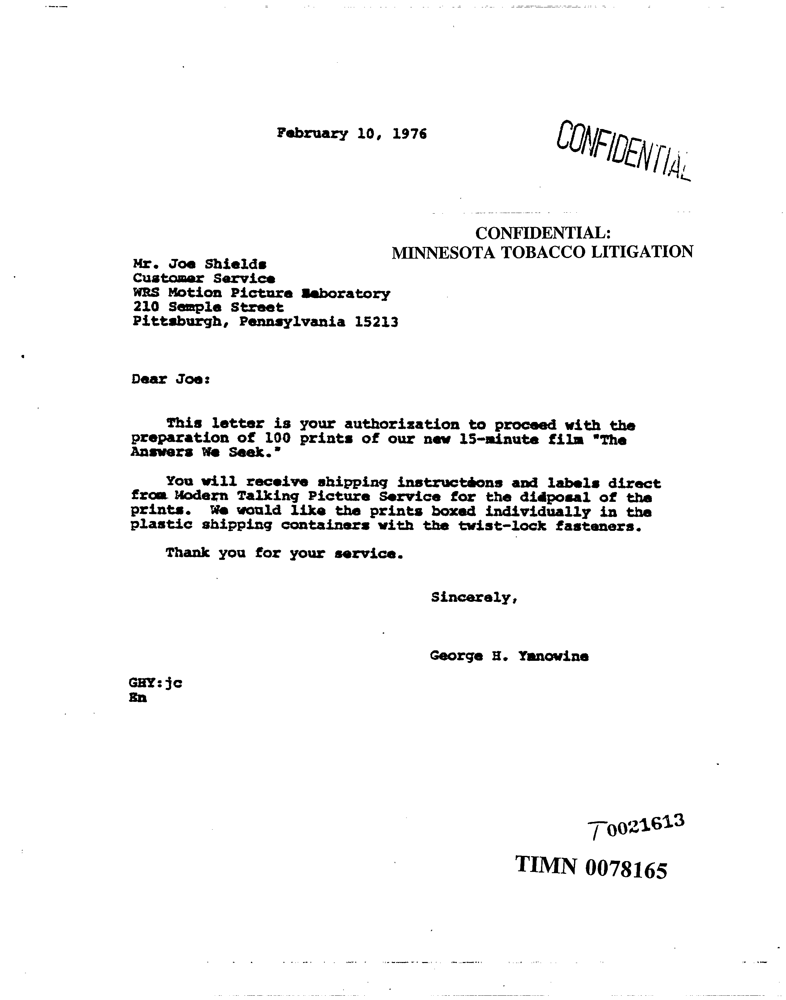 February 10, 1976
CONFIDENTIAL
CONFIDENTIAL:
MINNESOTA TOBACCO LITIGATION
Mr. Joe Shields
Customer Service
WRS Motion Picture Laboratory
210 Semple Street
Pittsburgh, Pennsylvania 15213
Dear Joe:
This letter is your authorization to proceed with the
preparation of 100 prints of our new 15-minute film "The
Answers We Seek."
You will receive shipping instructions and labels direct
from Modern Talking Picture Service for the didposal of the
prints. We would like the prints boxed individually in the
plastic shipping containers with the twist-lock fasteners.
Thank you for your service.
Sincerely,
George H. Yanowine
GHY:jc
En
T0021613
TIMN 0078165